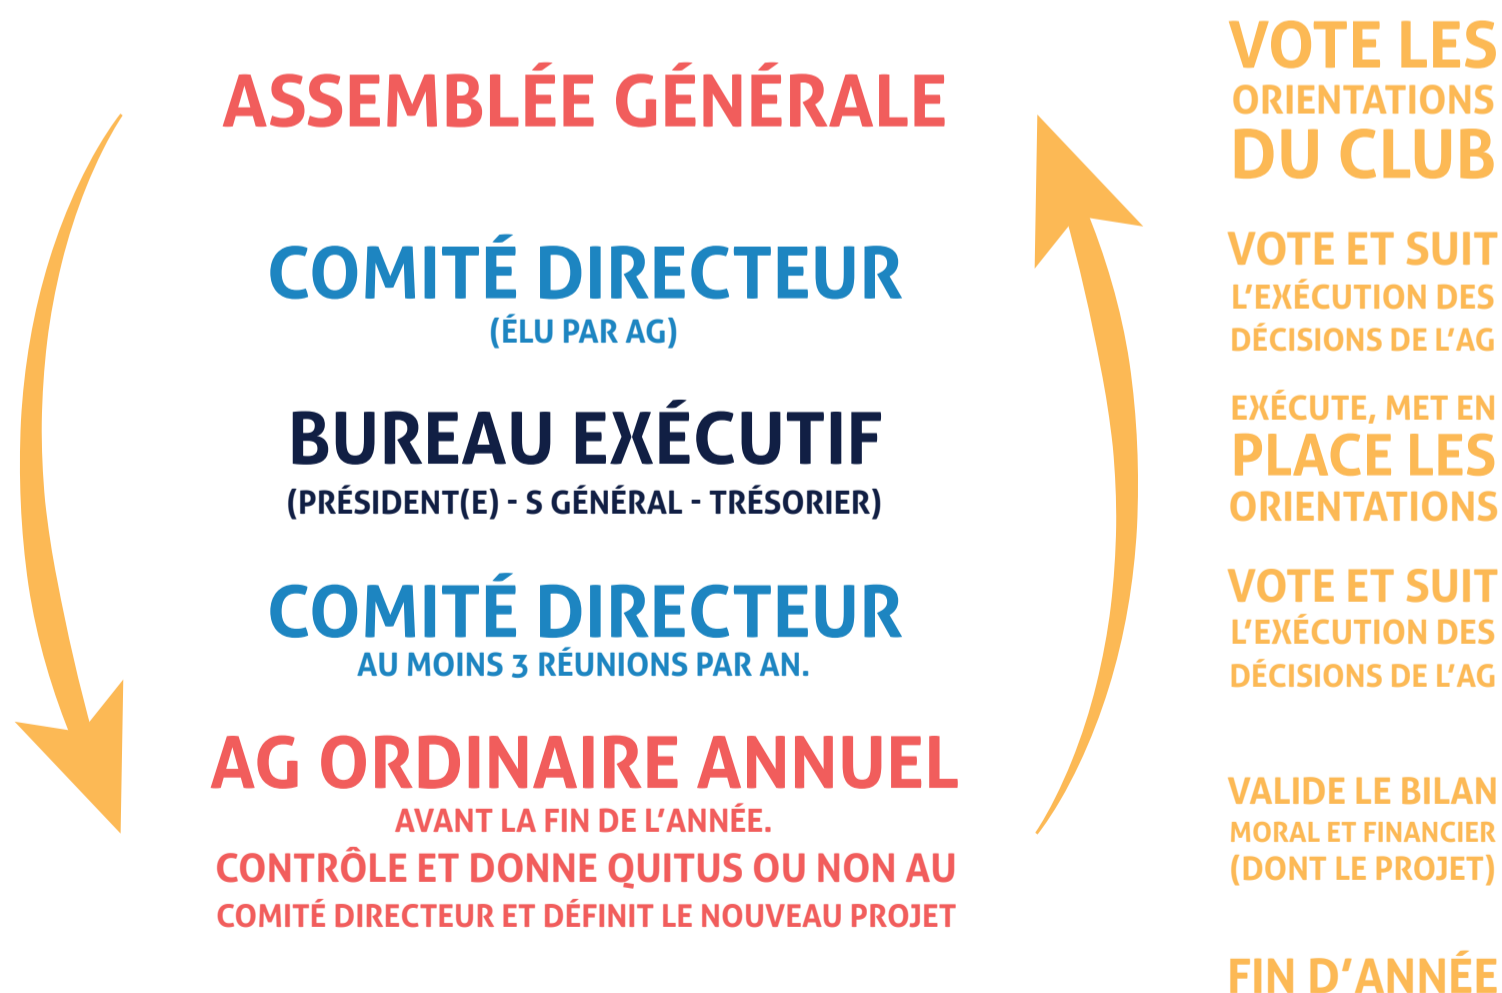 ASSEMBLÉE GÉNÉRALE
VOTE LES
ORIENTATIONS
DU CLUB
COMITÉ DIRECTEUR
(ÉLU PAR AG)
VOTE ET SUIT
L'EXÉCUTION DES
DÉCISIONS DE L'AG
BUREAU EXÉCUTIF
(PRÉSIDENT(E) - S GÉNÉRAL - TRÉSORIER)
EXÉCUTE, MET EN
PLACE LES
ORIENTATIONS
COMITÉ DIRECTEUR
AU MOINS 3 RÉUNIONS PAR AN.
VOTE ET SUIT
L'EXÉCUTION DES
DÉCISIONS DE L'AG
AG ORDINAIRE ANNUEL
AVANT LA FIN DE L'ANNÉE.
CONTRÔLE ET DONNE QUITUS OU NON AU
COMITÉ DIRECTEUR ET DÉFINIT LE NOUVEAU PROJET
VALIDE LE BILAN
MORAL ET FINANCIER
(DONT LE PROJET)
FIN D'ANNÉE